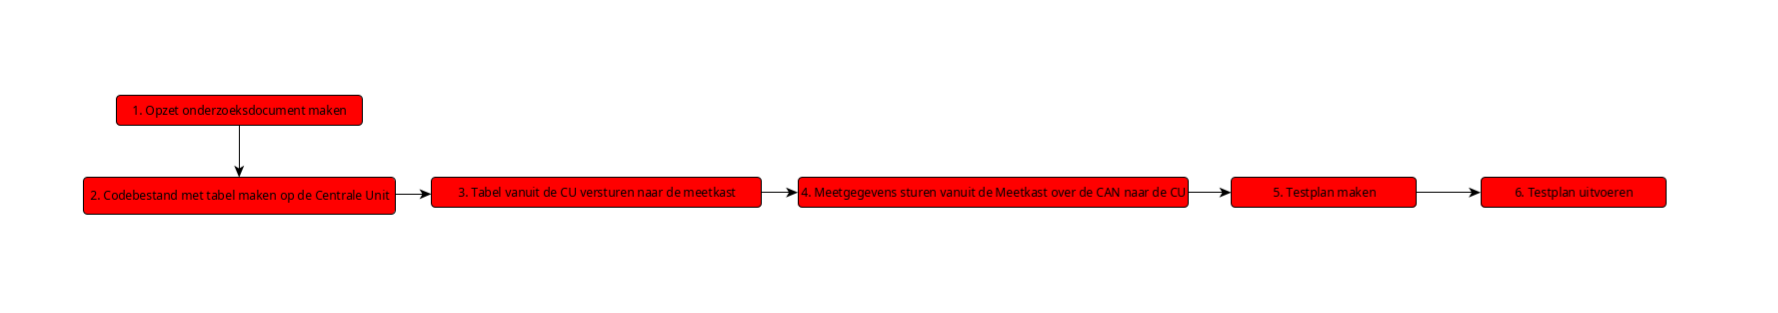 1. Opzet onderzoeksdocument maken
2. Codebestand met tabel maken op de Centrale Unit
3. Tabel vanuit de CU versturen naar de meetkast
4. Meetgegevens sturen vanuit de Meetkast over de CAN naar de CU
5. Testplan maken
6. Testplan uitvoeren